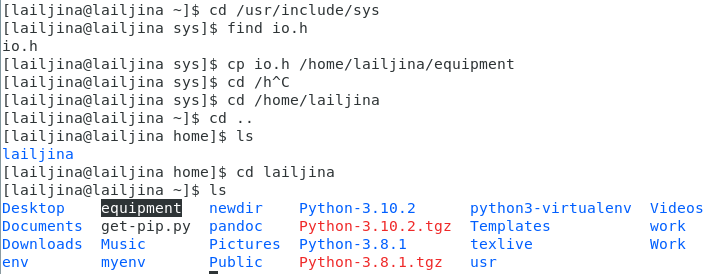 [lailjina@lailjina ~]$ cd /usr/include/sys
[lailjina@lailjina sys]$ find io.h
io.h
[lailjina@lailjina sys]$ cp io.h /home/lailjina/equipment
[lailjina@lailjina sys]$ cd /h^C
[lailjina@lailjina sys]$ cd /home/lailjina
[lailjina@lailjina ~]$ cd ..
[lailjina@lailjina home]$ ls
lailjina
[lailjina@lailjina home]$ cd lailjina
[lailjina@lailjina ~]$ ls
Desktop equipment newdir Python-3.10.2 python3-virtualenv Videos
Documents get-pip.py pandoc Python-3.10.2.tgz Templates work
Downloads Music Pictures Python-3.8.1 texlive Work
env myenv Public Python-3.8.1.tgz usr